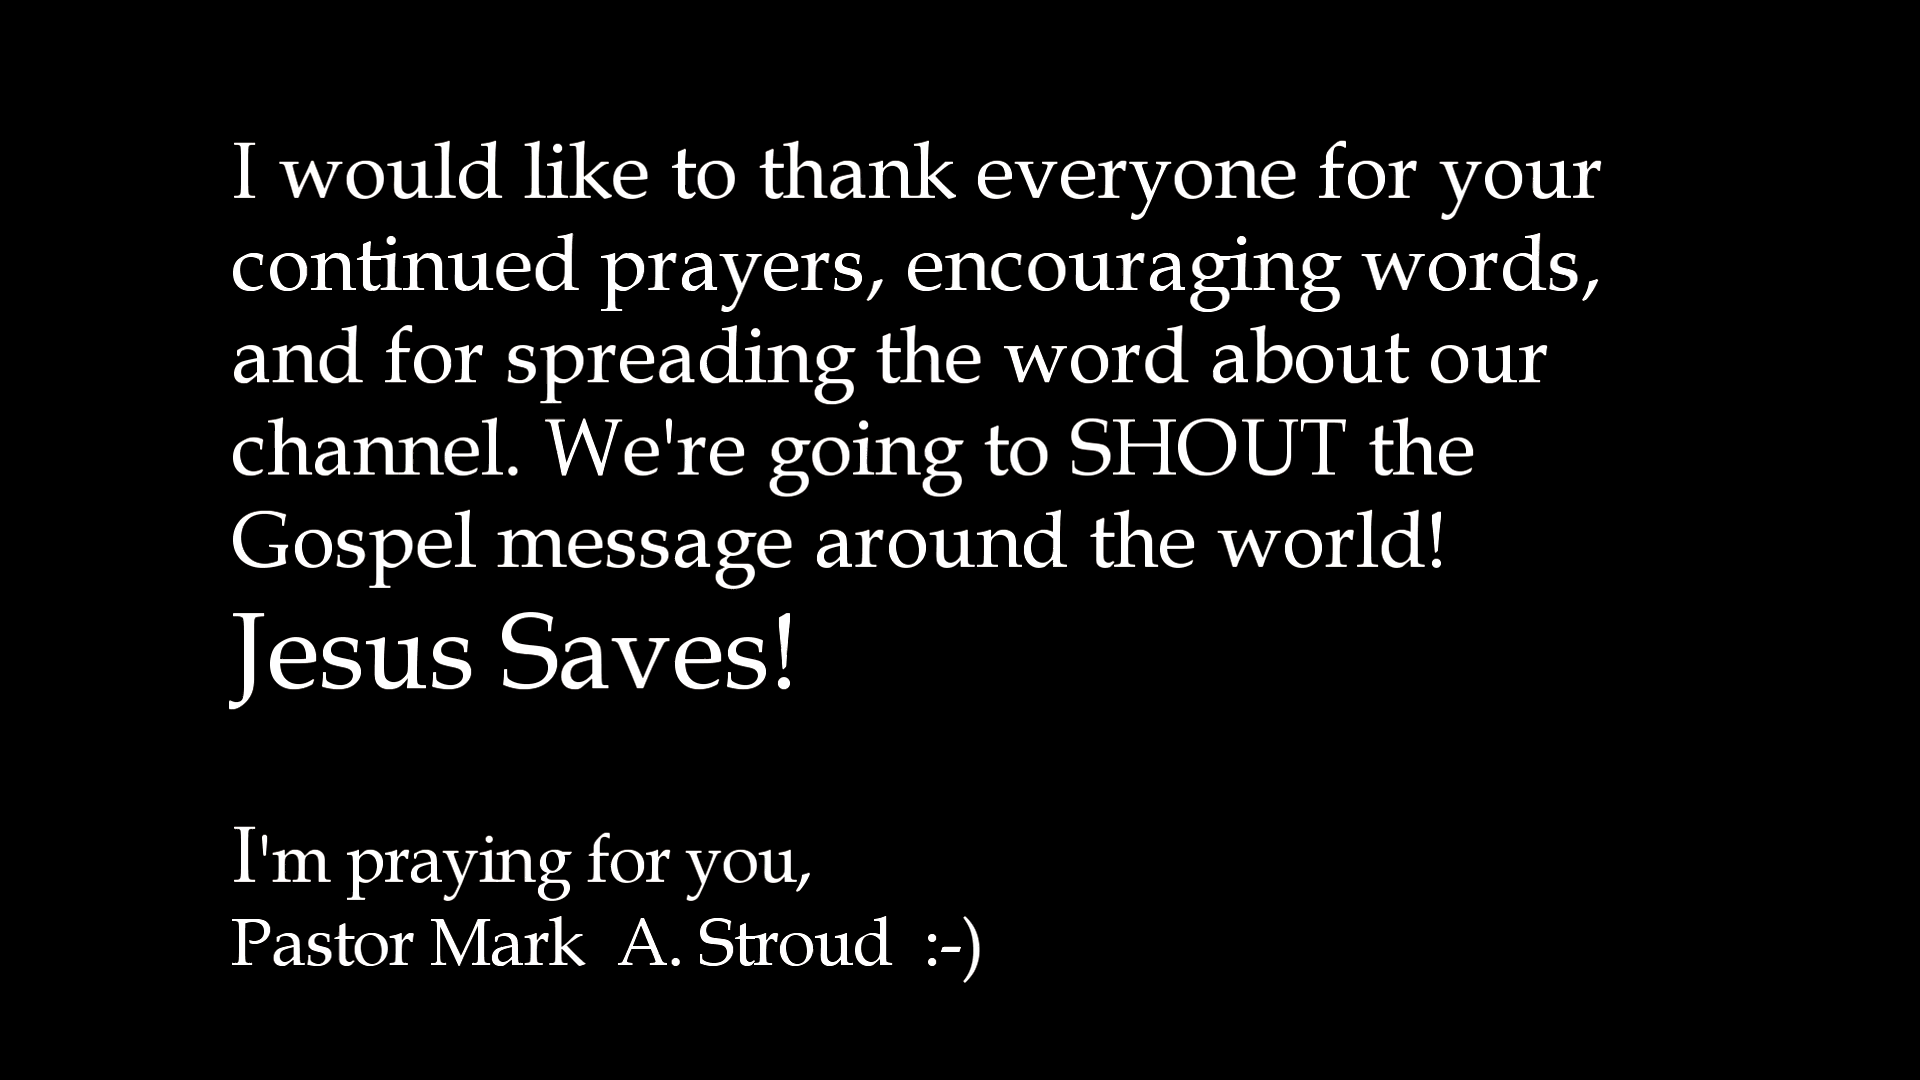 I would like to thank everyone for your
continued prayers, encouraging words,
and for spreading the word about our
channel. We're going to SHOUT the
Gospel message around the world!
Jesus Saves!
I'm praying for you,
Pastor Mark  A. Stroud  :-)